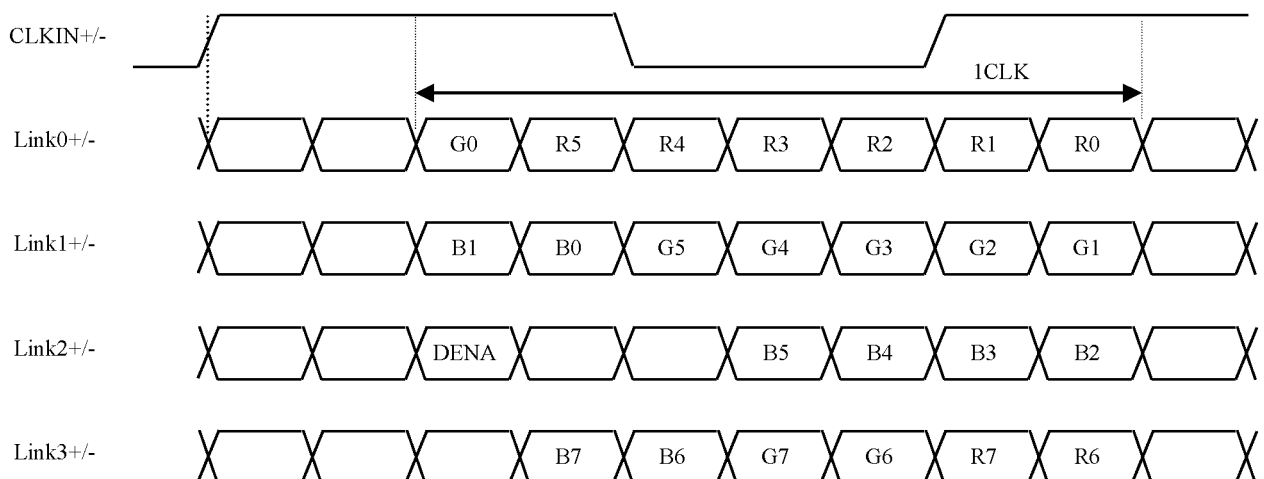 CLKIN+/-
1CLK
Link0+/- G0 R5 R4 R3 R2 R1 R0
Link1+/- B1 B0 G5 G4 G3 G2 G1
Link2+/- DENA B5 B4 B3 B2
Link3+/- B7 B6 G7 G6 R7 R6